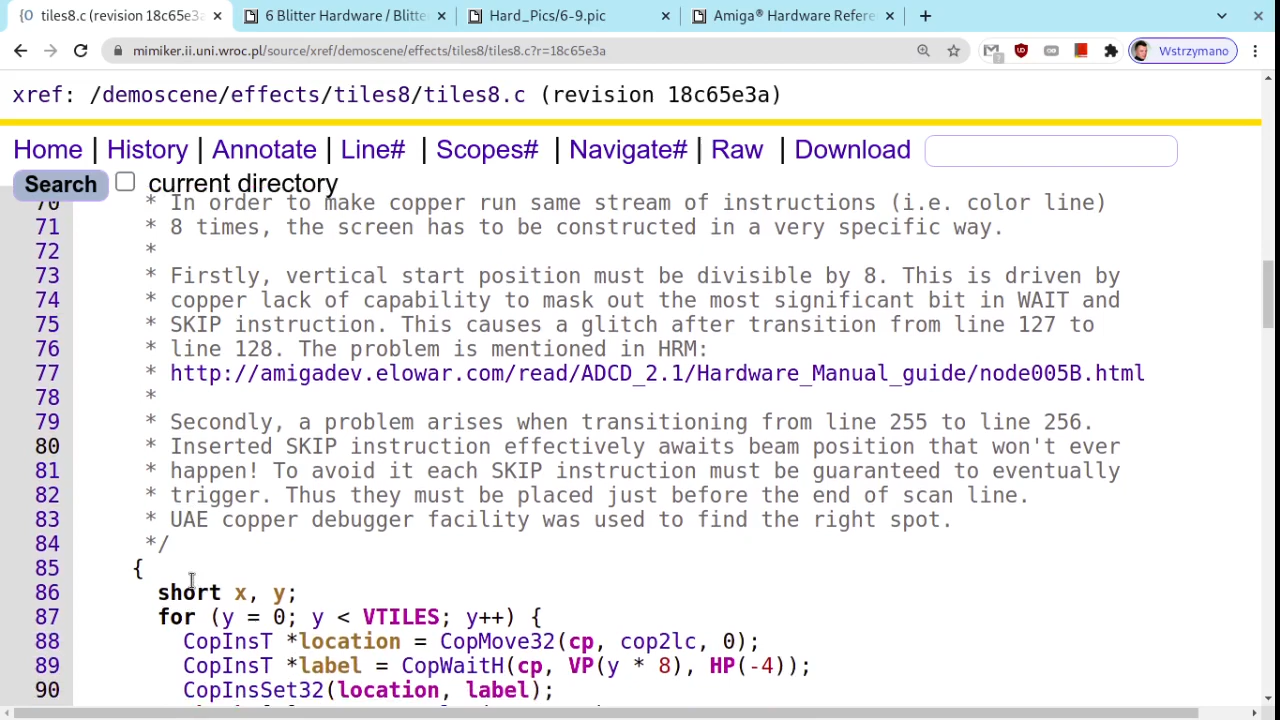 tiles8.c (revision 18c65e3a
6 Blitter Hardware / Blitte
Hard_Pics/6-9.pic
Amiga® Hardware Refere
mimiker.ii.uni.wroc.pl/source/xref/demoscene/effects/tiles8/tiles8.c?r=18c65e3a
Wstrzymano
xref: /demoscene/effects/tiles8/tiles8.c (revision 18c65e3a)
Home | History | Annotate | Line# | Scopes# | Navigate# | Raw | Download
Search current directory
70 * In order to make copper run same stream of instructions (i.e. color line)
71 * 8 times, the screen has to be constructed in a very specific way.
72 *
73 * Firstly, vertical start position must be divisible by 8. This is driven by
74 * copper lack of capability to mask out the most significant bit in WAIT and
75 * SKIP instruction. This causes a glitch after transition from line 127 to
76 * line 128. The problem is mentioned in HRM:
77 * http://amigadev.elowar.com/read/ADCD_2.1/Hardware_Manual_guide/node005B.html
78 *
79 * Secondly, a problem arises when transitioning from line 255 to line 256.
80 * Inserted SKIP instruction effectively awaits beam position that won't ever
81 * happen! To avoid it each SKIP instruction must be guaranteed to eventually
82 * trigger. Thus they must be placed just before the end of scan line.
83 * UAE copper debugger facility was used to find the right spot.
84 */
85 {
86 short x, y;
87 for (y = 0; y < VTILES; y++) {
88 CopInsT *location = CopMove32(cp, cop2lc, 0);
89 CopInsT *label = CopWaitH(cp, VP(y * 8), HP(-4));
90 CopInsSet32(location, label);